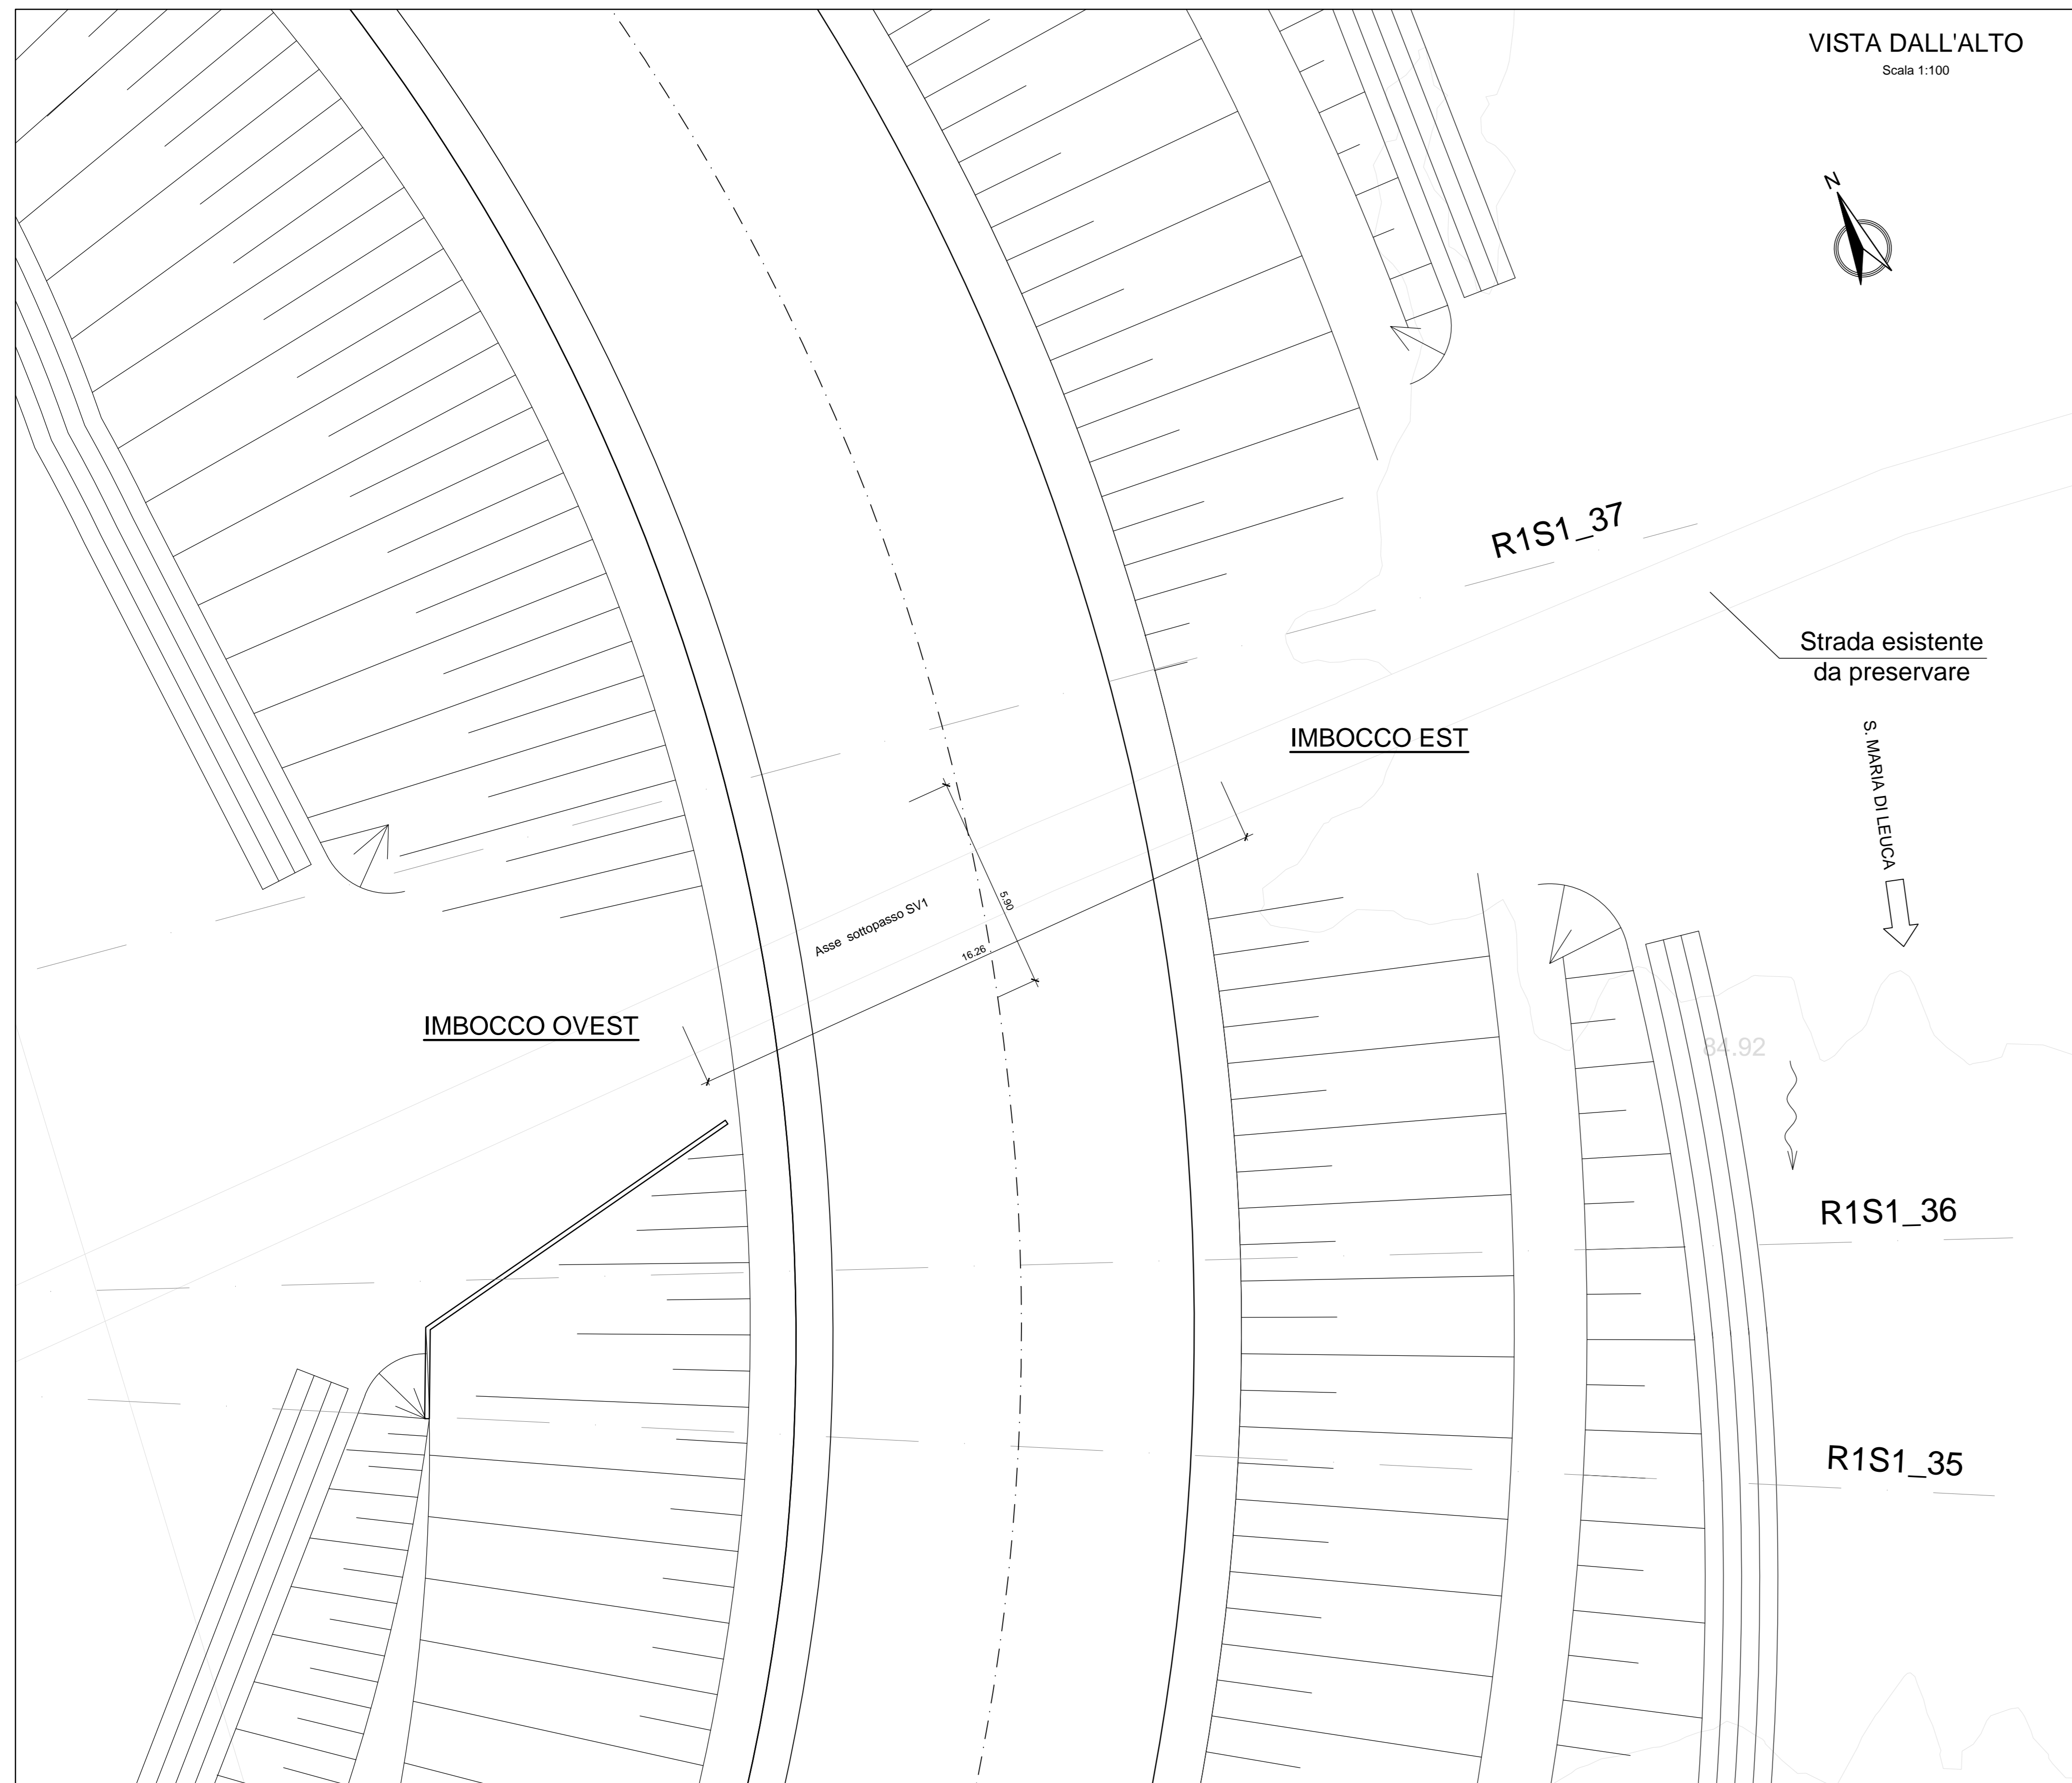 VISTA DALL'ALTO
Scala 1:100
N
R1S1_37
Strada esistente
da preservare
S. MARIA DI LEUCA
IMBOCCO EST
Asse sottopasso SV1
5.90
16.26
IMBOCCO OVEST
84.92
R1S1_36
R1S1_35